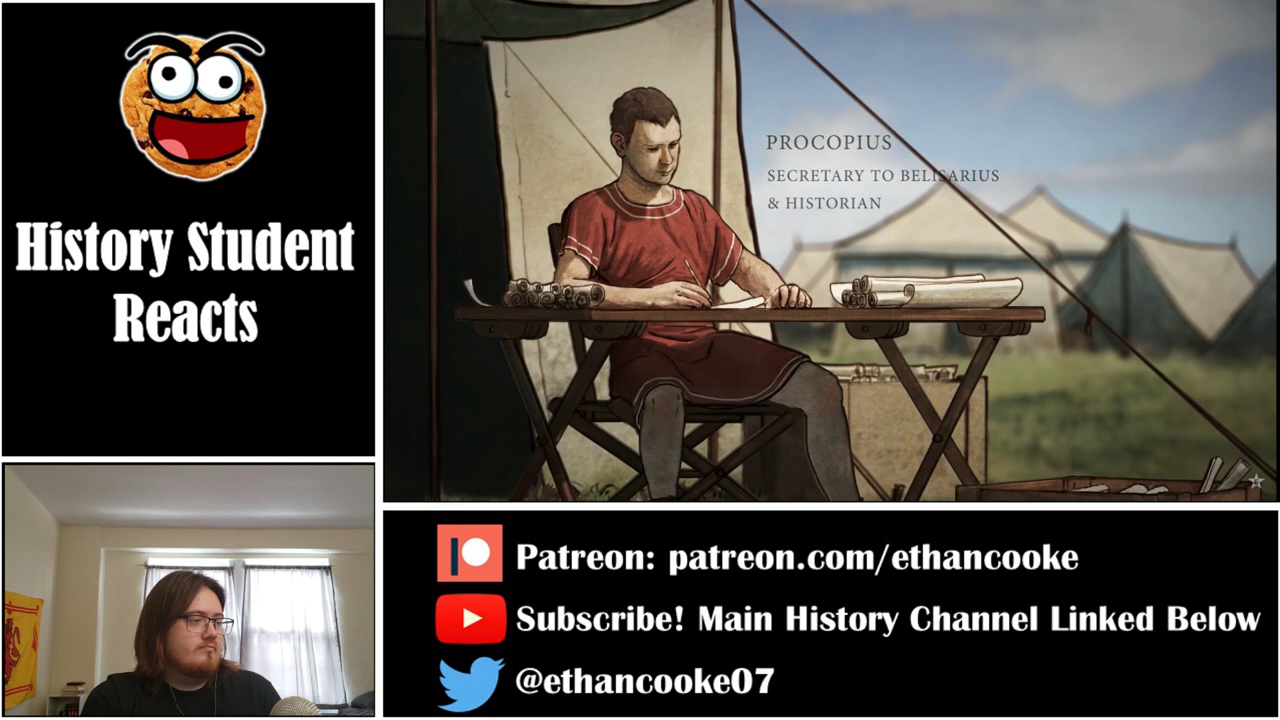 History Student
Reacts
PROCOPIUS
SECRETARY TO BELISARIUS
& HISTORIAN
Patreon: patreon.com/ethancooke
Subscribe! Main History Channel Linked Below
@ethancooke07